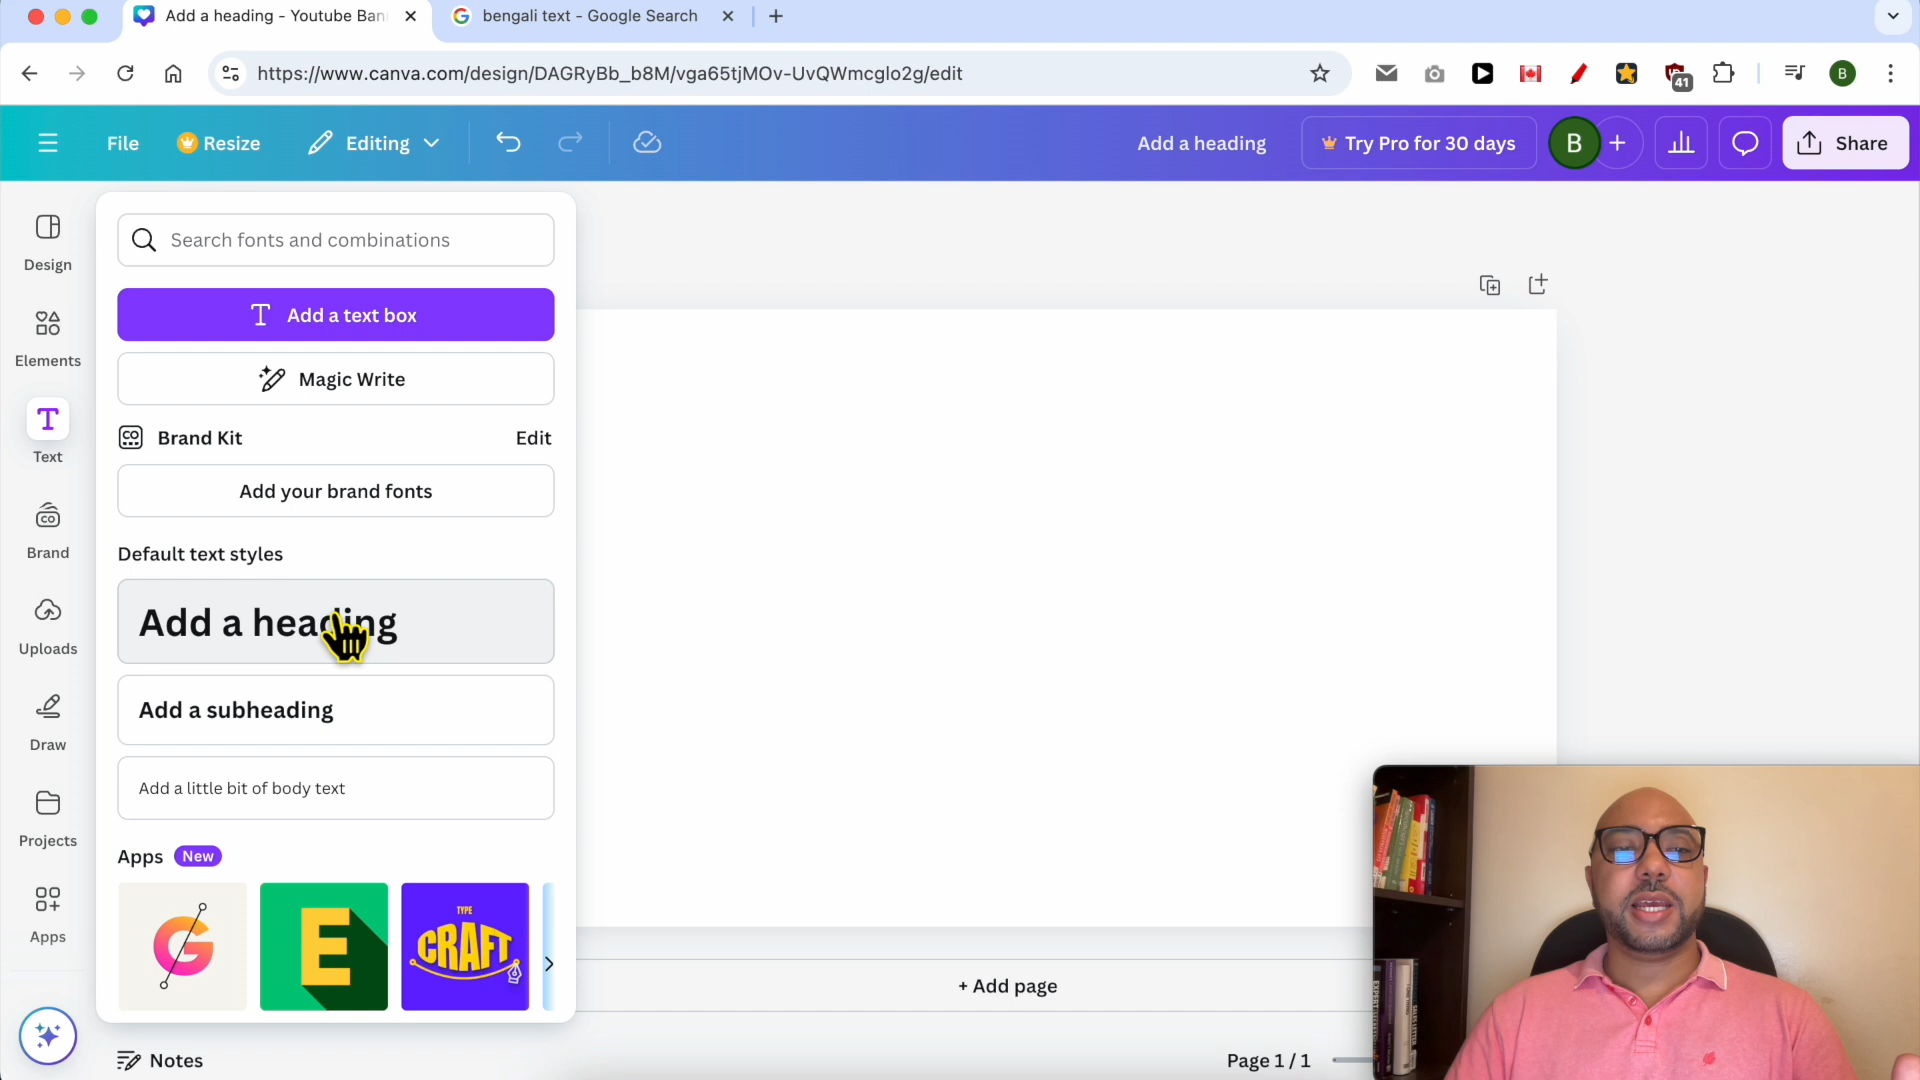 Add a heading - Youtube Ban
bengali text - Google Search
https://www.canva.com/design/DAGRyBb_b8M/vga65tjMOv-UvQWmcglo2g/edit
41
B
File
Resize
Editing
Add a heading
Try Pro for 30 days
B
Share
Design
Elements
Text
Brand
Uploads
Draw
Projects
Apps
Search fonts and combinations
Add a text box
Magic Write
Brand Kit
Edit
Add your brand fonts
Default text styles
Add a heading
Add a subheading
Add a little bit of body text
Apps
New
G
E
TYPE
CRAFT
+ Add page
Notes
Page 1 / 1